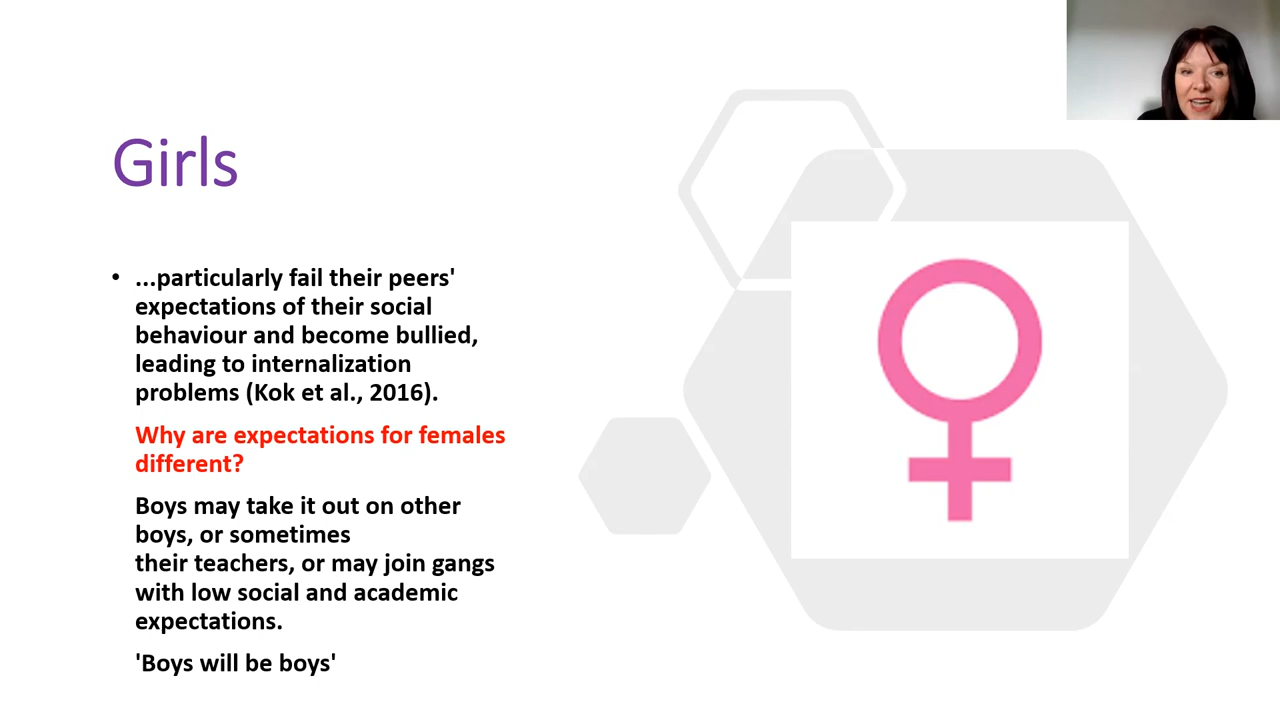 Girls
• ...particularly fail their peers'
expectations of their social
behaviour and become bullied,
leading to internalization
problems (Kok et al., 2016).
Why are expectations for females
different?
Boys may take it out on other
boys, or sometimes
their teachers, or may join gangs
with low social and academic
expectations.
'Boys will be boys'